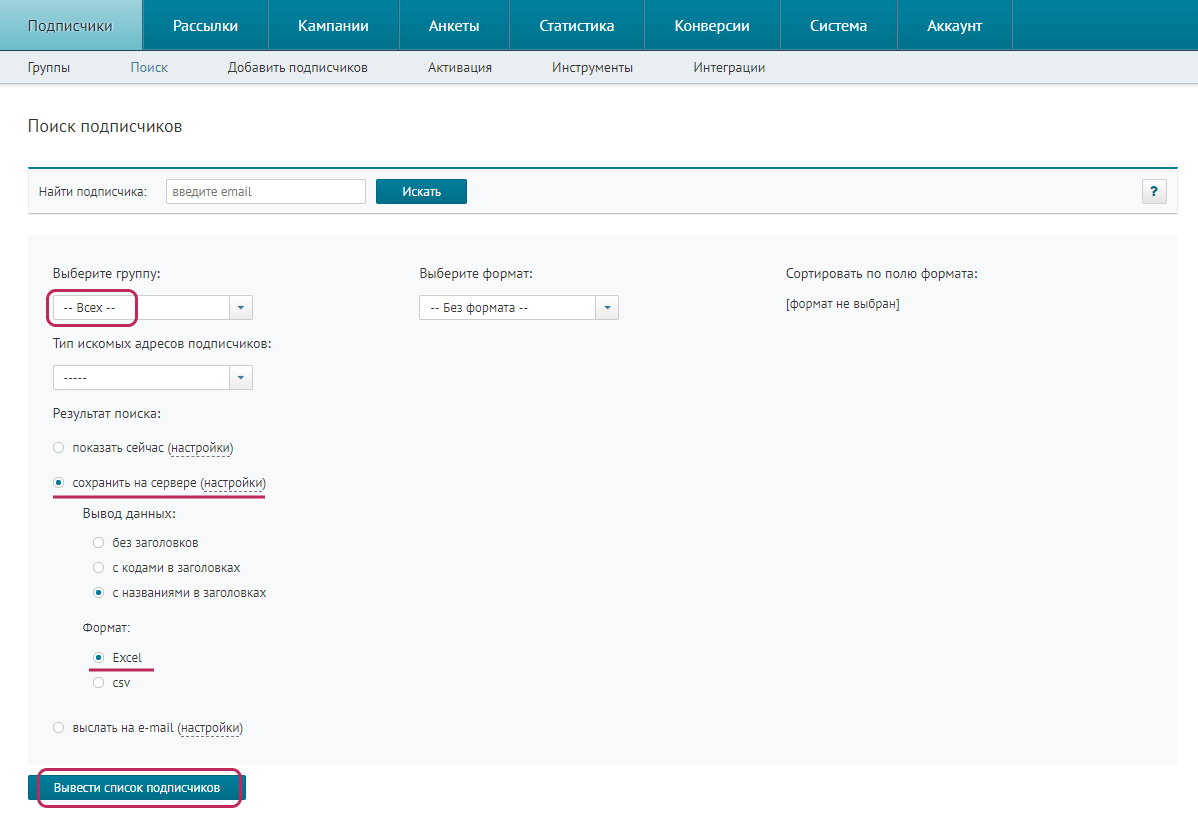 Подписчики Рассылки Кампании Анкеты Статистика Конверсии Система Аккаунт
Группы Поиск Добавить подписчиков Активация Инструменты Интеграции
Поиск подписчиков
Найти подписчика: введите email Искать ?
Выберите группу: Выберите формат: Сортировать по полю формата:
-- Всех -- -- Без формата -- [формат не выбран]
Тип искомых адресов подписчиков:
-----
Результат поиска:
показать сейчас (настройки)
сохранить на сервере (настройки)
Вывод данных:
без заголовков
с кодами в заголовках
с названиями в заголовках
Формат:
Excel
csv
выслать на e-mail (настройки)
Вывести список подписчиков